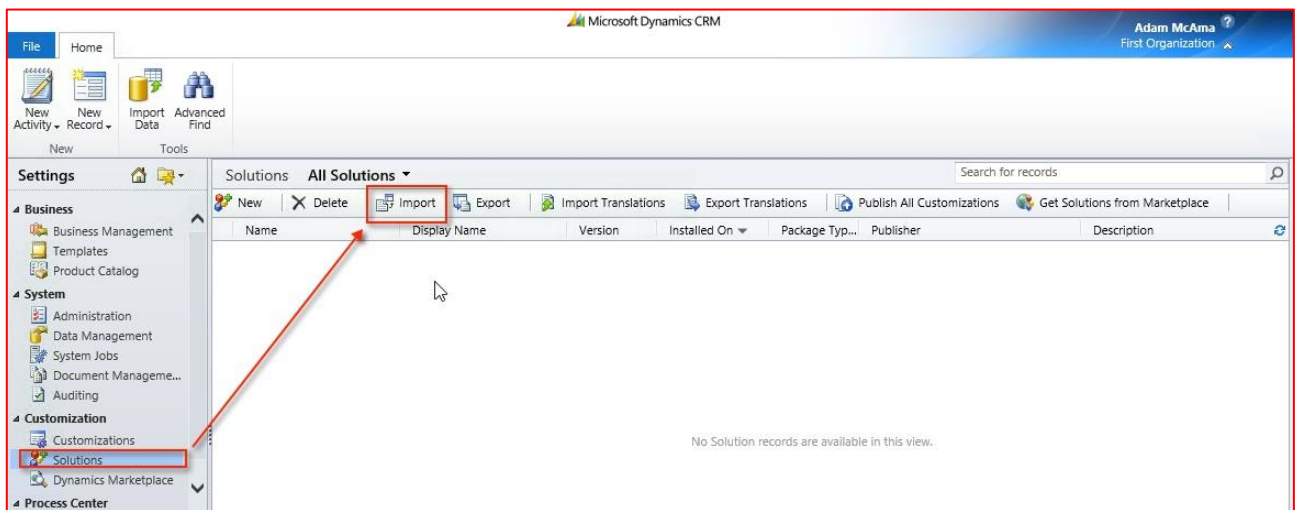 Microsoft Dynamics CRM
Adam McAma
First Organization
File Home
New Activity New Record Import Data Advanced Find
New Tools
Settings
Solutions All Solutions
Search for records
New Delete Import Export Import Translations Export Translations Publish All Customizations Get Solutions from Marketplace
Name Display Name Version Installed On Package Typ... Publisher Description
Business
Business Management
Templates
Product Catalog
System
Administration
Data Management
System Jobs
Document Manageme...
Auditing
Customization
Customizations
Solutions
Dynamics Marketplace
Process Center
No Solution records are available in this view.